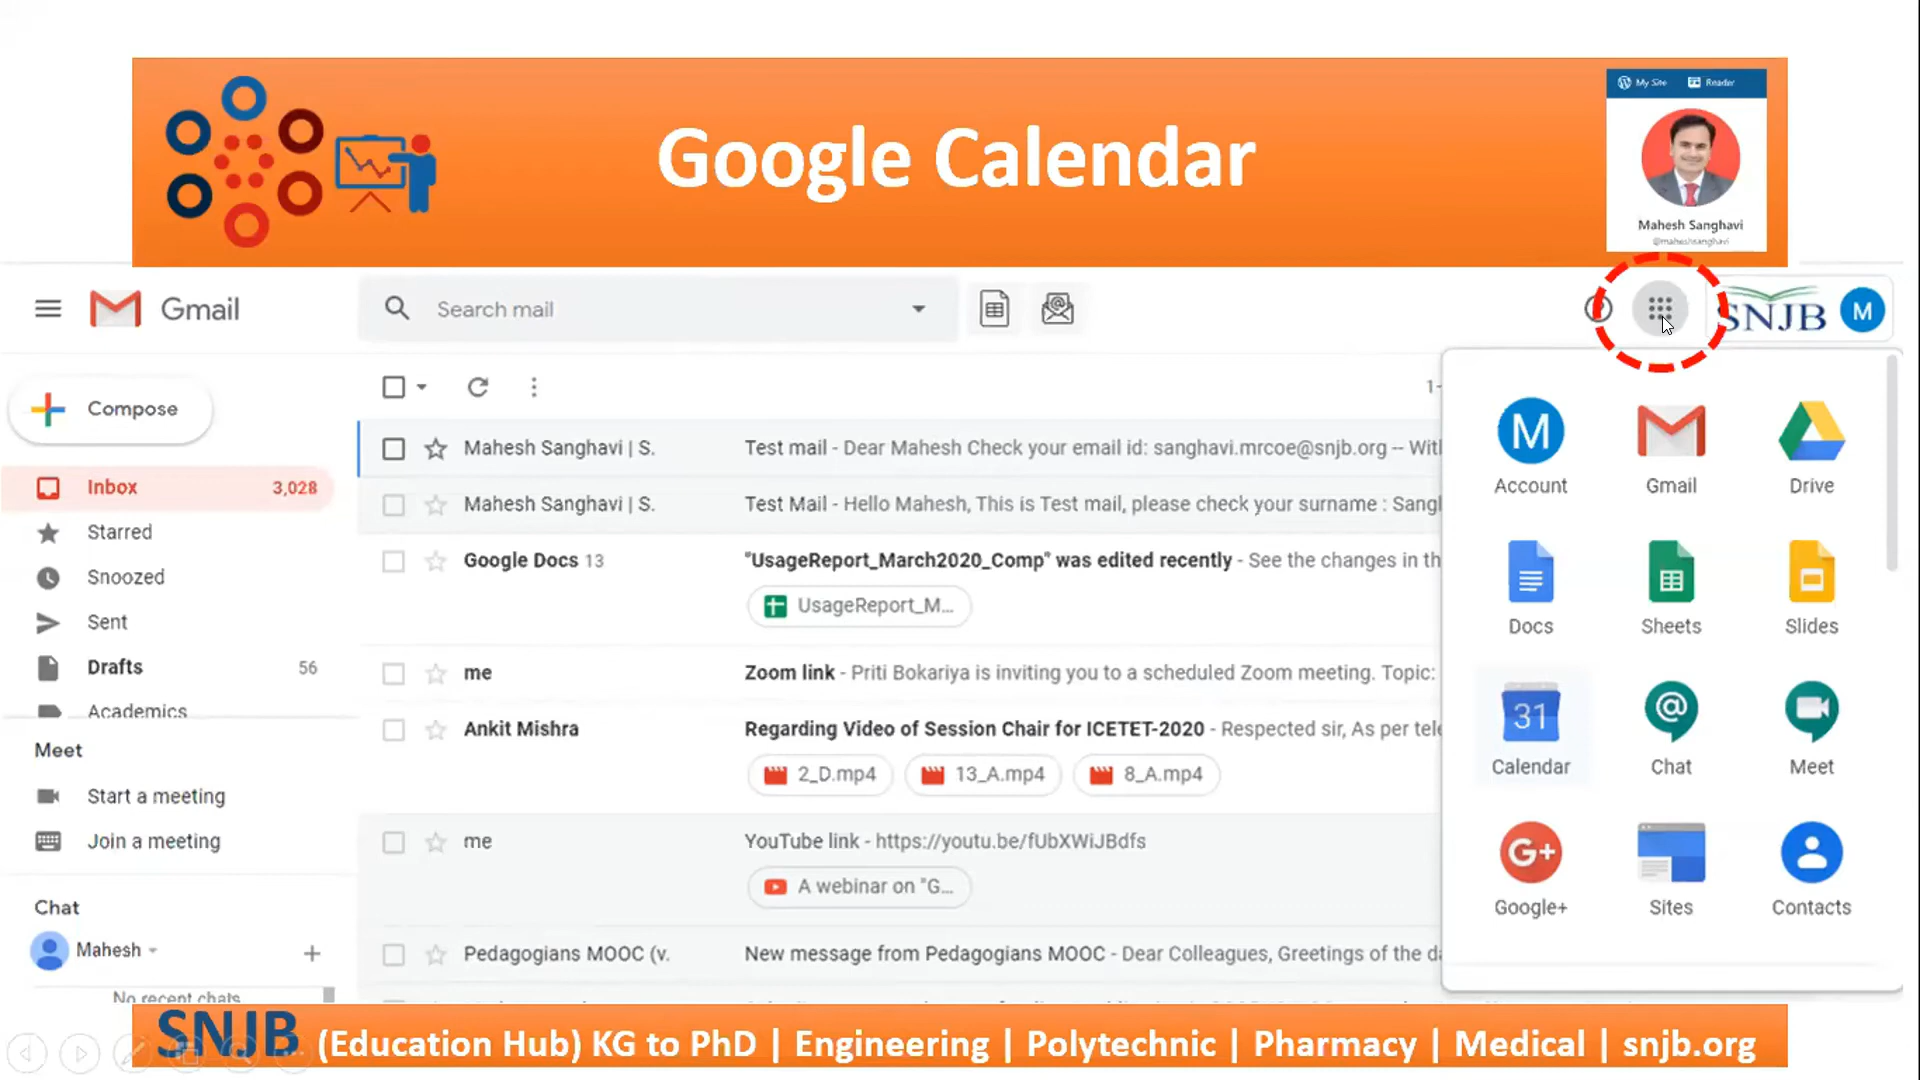 Google Calendar
My Site Reader
Mahesh Sanghavi
@maheshsanghavi
Gmail
Search mail
SNJB
M
Compose
1-
Inbox 3,028
Starred
Snoozed
Sent
Drafts 56
Academics
Meet
Start a meeting
Join a meeting
Chat
Mahesh
No recent chats
Mahesh Sanghavi | S. Test mail - Dear Mahesh Check your email id: sanghavi.mrcoe@snjb.org -- Wit
Mahesh Sanghavi | S. Test Mail - Hello Mahesh, This is Test mail, please check your surname : Sang
Google Docs 13 "UsageReport_March2020_Comp" was edited recently - See the changes in th
UsageReport_M...
me Zoom link - Priti Bokariya is inviting you to a scheduled Zoom meeting. Topic:
Ankit Mishra Regarding Video of Session Chair for ICETET-2020 - Respected sir, As per tele
2_D.mp4 13_A.mp4 8_A.mp4
me YouTube link - https://youtu.be/fUbXWiJBdfs
A webinar on "G...
Pedagogians MOOC (v. New message from Pedagogians MOOC - Dear Colleagues, Greetings of the d
M
Account Gmail Drive
Docs Sheets Slides
31
Calendar Chat Meet
G+
Google+ Sites Contacts
SNJB (Education Hub) KG to PhD | Engineering | Polytechnic | Pharmacy | Medical | snjb.org